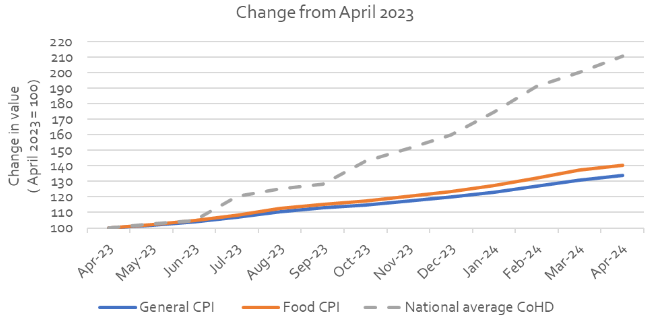 Change from April 2023
Change in value
( April 2023 = 100)
220
210
200
190
180
170
160
150
140
130
120
110
100
Apr-23 May-23 Jun-23 Jul-23 Aug-23 Sep-23 Oct-23 Nov-23 Dec-23 Jan-24 Feb-24 Mar-24 Apr-24
General CPI Food CPI National average CoHD